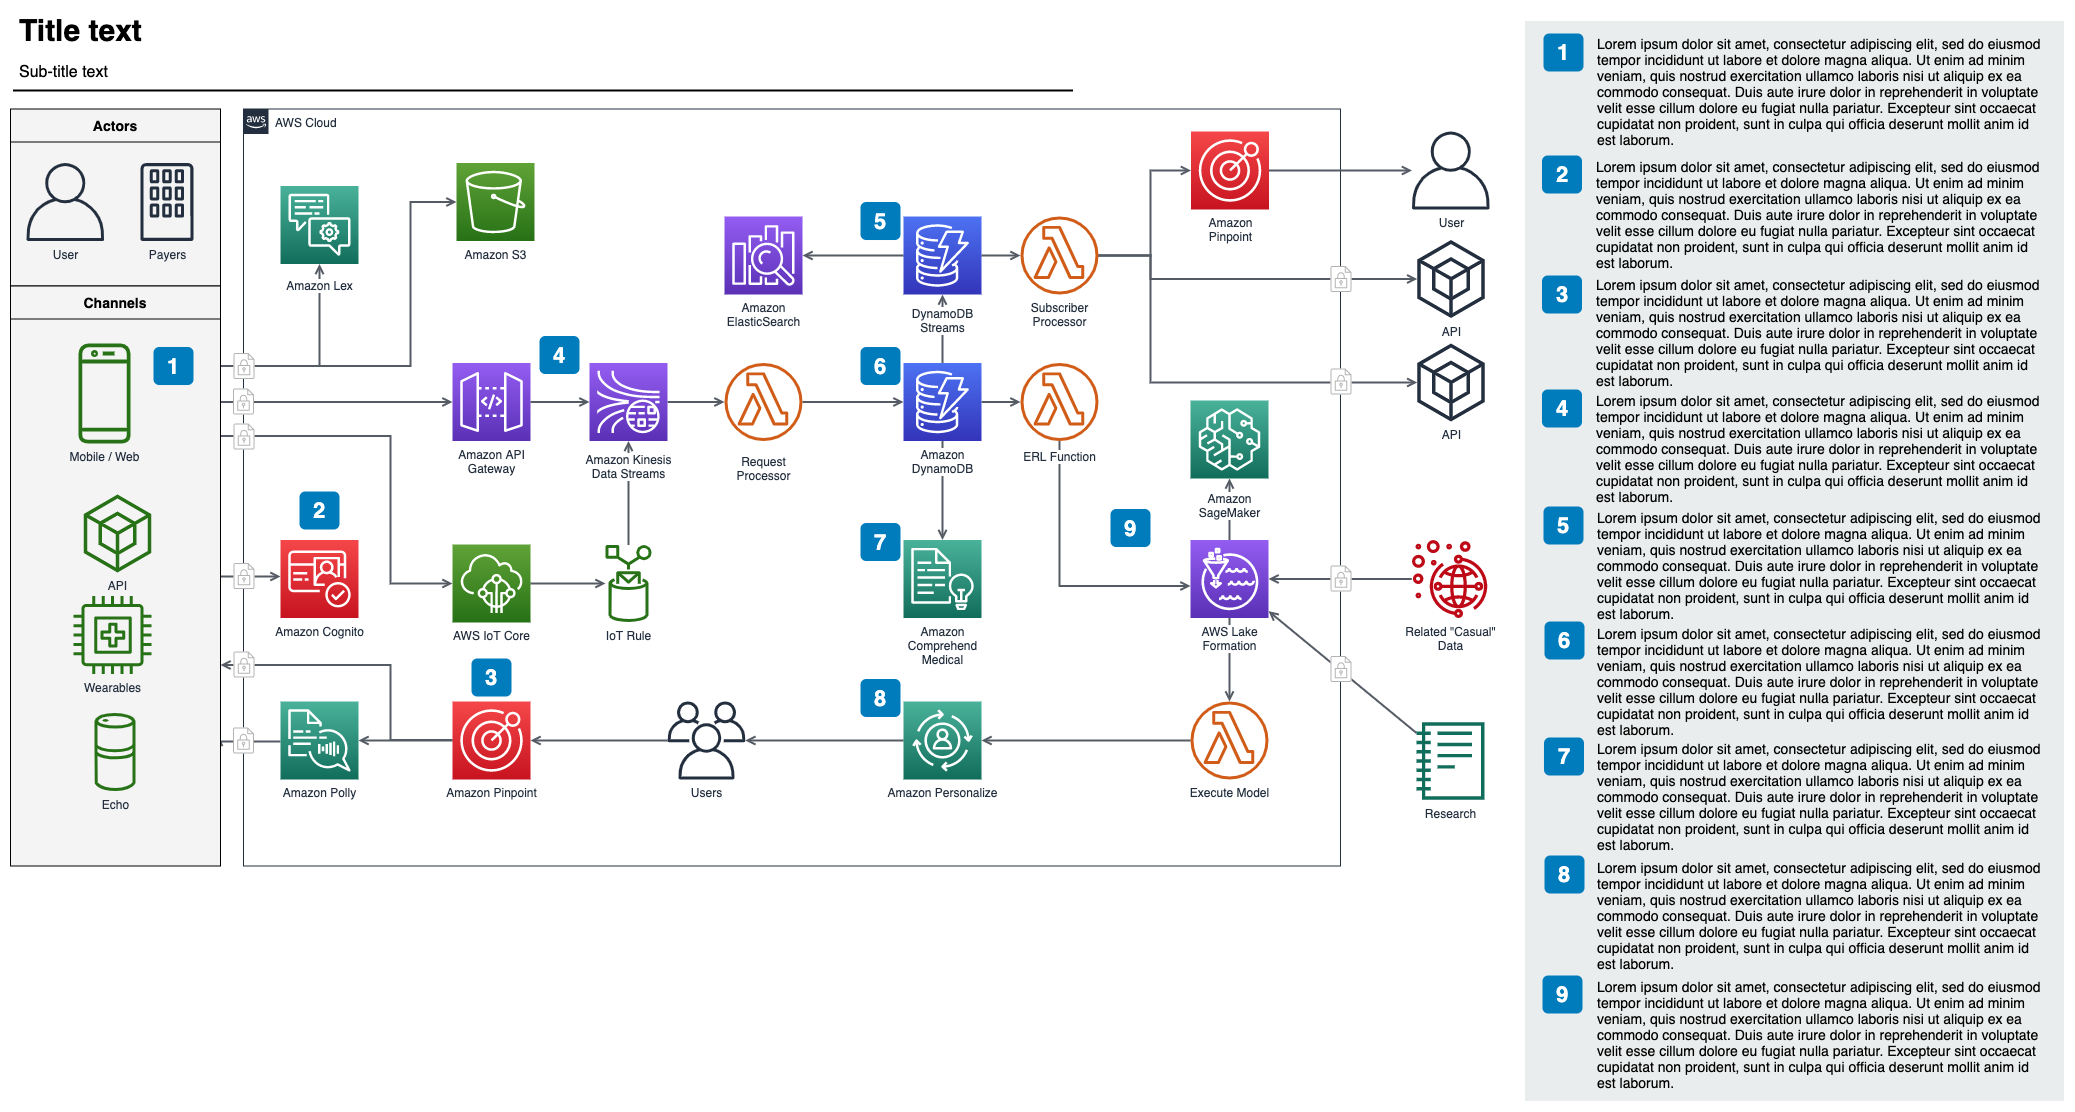 Title text
Sub-title text
Actors
User
Payers
Channels
1
Mobile / Web
API
Wearables
Echo
aws
AWS Cloud
Amazon Lex
Amazon S3
5
Amazon
ElasticSearch
DynamoDB
Streams
Subscriber
Processor
Amazon
Pinpoint
User
API
API
4
</>
Amazon API
Gateway
Amazon Kinesis
Data Streams
Request
Processor
6
Amazon
DynamoDB
ERL Function
Amazon
SageMaker
2
Amazon Cognito
AWS IoT Core
IoT Rule
7
Amazon
Comprehend
Medical
9
AWS Lake
Formation
Related "Casual"
Data
3
Amazon Polly
Amazon Pinpoint
Users
8
Amazon Personalize
Execute Model
Research
1
Lorem ipsum dolor sit amet, consectetur adipiscing elit, sed do eiusmod
tempor incididunt ut labore et dolore magna aliqua. Ut enim ad minim
veniam, quis nostrud exercitation ullamco laboris nisi ut aliquip ex ea
commodo consequat. Duis aute irure dolor in reprehenderit in voluptate
velit esse cillum dolore eu fugiat nulla pariatur. Excepteur sint occaecat
cupidatat non proident, sunt in culpa qui officia deserunt mollit anim id
est laborum.
2
Lorem ipsum dolor sit amet, consectetur adipiscing elit, sed do eiusmod
tempor incididunt ut labore et dolore magna aliqua. Ut enim ad minim
veniam, quis nostrud exercitation ullamco laboris nisi ut aliquip ex ea
commodo consequat. Duis aute irure dolor in reprehenderit in voluptate
velit esse cillum dolore eu fugiat nulla pariatur. Excepteur sint occaecat
cupidatat non proident, sunt in culpa qui officia deserunt mollit anim id
est laborum.
3
Lorem ipsum dolor sit amet, consectetur adipiscing elit, sed do eiusmod
tempor incididunt ut labore et dolore magna aliqua. Ut enim ad minim
veniam, quis nostrud exercitation ullamco laboris nisi ut aliquip ex ea
commodo consequat. Duis aute irure dolor in reprehenderit in voluptate
velit esse cillum dolore eu fugiat nulla pariatur. Excepteur sint occaecat
cupidatat non proident, sunt in culpa qui officia deserunt mollit anim id
est laborum.
4
Lorem ipsum dolor sit amet, consectetur adipiscing elit, sed do eiusmod
tempor incididunt ut labore et dolore magna aliqua. Ut enim ad minim
veniam, quis nostrud exercitation ullamco laboris nisi ut aliquip ex ea
commodo consequat. Duis aute irure dolor in reprehenderit in voluptate
velit esse cillum dolore eu fugiat nulla pariatur. Excepteur sint occaecat
cupidatat non proident, sunt in culpa qui officia deserunt mollit anim id
est laborum.
5
Lorem ipsum dolor sit amet, consectetur adipiscing elit, sed do eiusmod
tempor incididunt ut labore et dolore magna aliqua. Ut enim ad minim
veniam, quis nostrud exercitation ullamco laboris nisi ut aliquip ex ea
commodo consequat. Duis aute irure dolor in reprehenderit in voluptate
velit esse cillum dolore eu fugiat nulla pariatur. Excepteur sint occaecat
cupidatat non proident, sunt in culpa qui officia deserunt mollit anim id
est laborum.
6
Lorem ipsum dolor sit amet, consectetur adipiscing elit, sed do eiusmod
tempor incididunt ut labore et dolore magna aliqua. Ut enim ad minim
veniam, quis nostrud exercitation ullamco laboris nisi ut aliquip ex ea
commodo consequat. Duis aute irure dolor in reprehenderit in voluptate
velit esse cillum dolore eu fugiat nulla pariatur. Excepteur sint occaecat
cupidatat non proident, sunt in culpa qui officia deserunt mollit anim id
est laborum.
7
Lorem ipsum dolor sit amet, consectetur adipiscing elit, sed do eiusmod
tempor incididunt ut labore et dolore magna aliqua. Ut enim ad minim
veniam, quis nostrud exercitation ullamco laboris nisi ut aliquip ex ea
commodo consequat. Duis aute irure dolor in reprehenderit in voluptate
velit esse cillum dolore eu fugiat nulla pariatur. Excepteur sint occaecat
cupidatat non proident, sunt in culpa qui officia deserunt mollit anim id
est laborum.
8
Lorem ipsum dolor sit amet, consectetur adipiscing elit, sed do eiusmod
tempor incididunt ut labore et dolore magna aliqua. Ut enim ad minim
veniam, quis nostrud exercitation ullamco laboris nisi ut aliquip ex ea
commodo consequat. Duis aute irure dolor in reprehenderit in voluptate
velit esse cillum dolore eu fugiat nulla pariatur. Excepteur sint occaecat
cupidatat non proident, sunt in culpa qui officia deserunt mollit anim id
est laborum.
9
Lorem ipsum dolor sit amet, consectetur adipiscing elit, sed do eiusmod
tempor incididunt ut labore et dolore magna aliqua. Ut enim ad minim
veniam, quis nostrud exercitation ullamco laboris nisi ut aliquip ex ea
commodo consequat. Duis aute irure dolor in reprehenderit in voluptate
velit esse cillum dolore eu fugiat nulla pariatur. Excepteur sint occaecat
cupidatat non proident, sunt in culpa qui officia deserunt mollit anim id
est laborum.